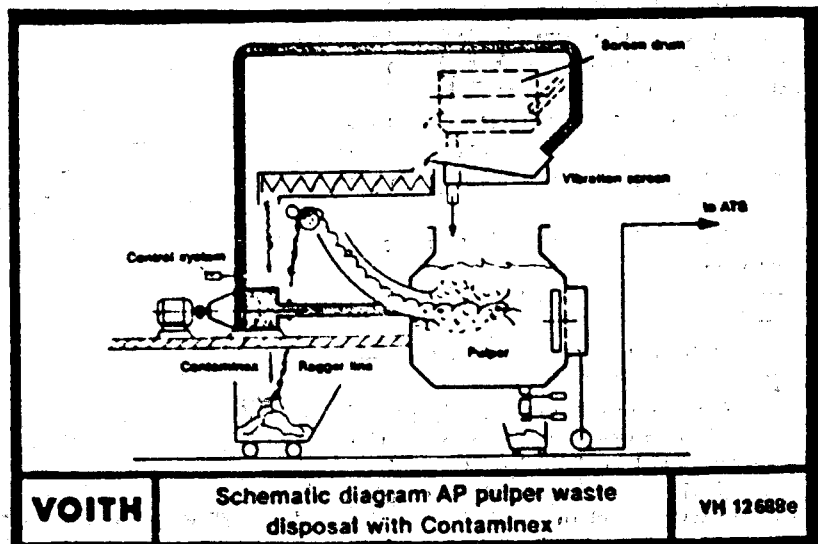 Screen drum
Vibration screen
to ATS
Control system
Pulper
Contaminex
Ragger line
VOITH
Schematic diagram AP pulper waste
disposal with Contaminex
VH 12688e